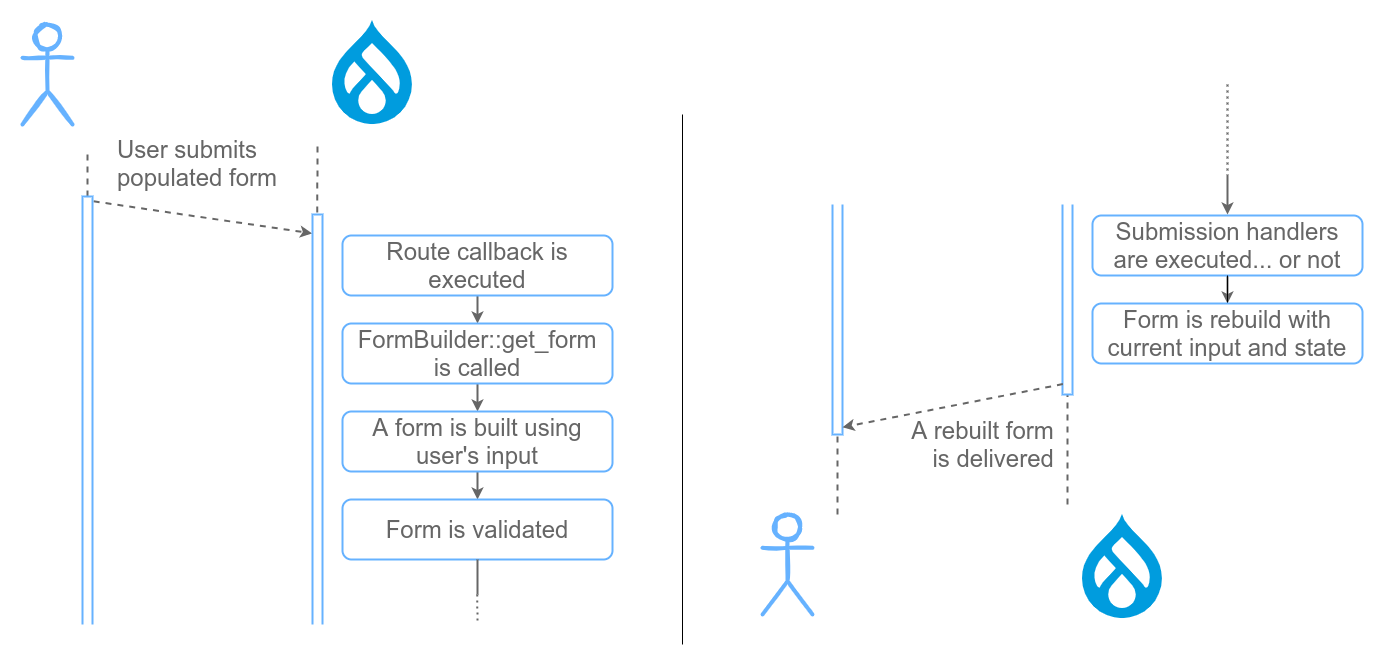 User submits
populated form
Route callback is
executed
FormBuilder::get_form
is called
A form is built using
user's input
Form is validated
Submission handlers
are executed... or not
Form is rebuild with
current input and state
A rebuilt form
is delivered